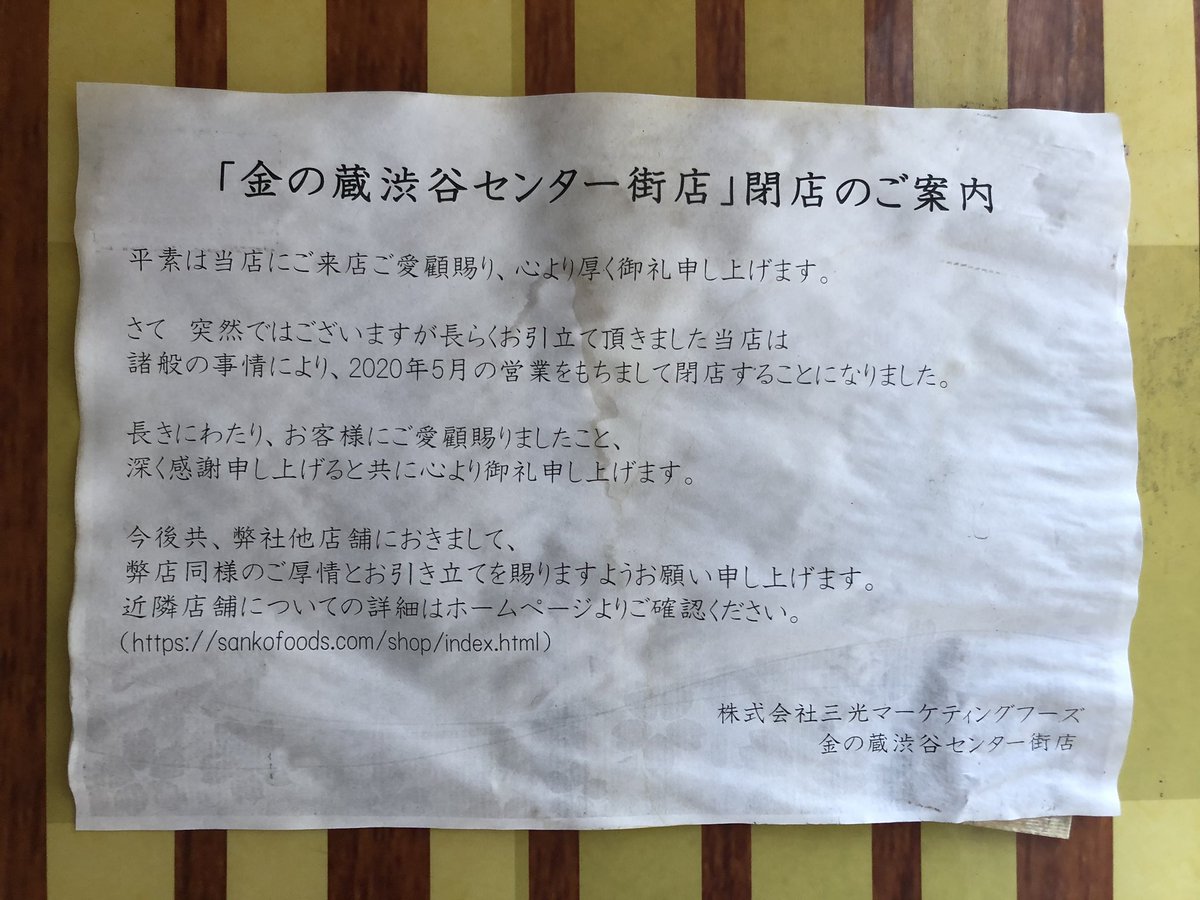 「金の蔵渋谷センター街店」閉店のご案内
平素は当店にご来店ご愛顧賜り、心より厚く御礼申し上げます。
さて　突然ではございますが長らくお引立て頂きました当店は
諸般の事情により、2020年5月の営業をもちまして閉店することになりました。
長きにわたり、お客様にご愛顧賜りましたこと、
深く感謝申し上げると共に心より御礼申し上げます。
今後共、弊社他店舗におきまして、
弊店同様のご厚情とお引き立てを賜りますようお願い申し上げます。
近隣店舗についての詳細はホームページよりご確認ください。
（https://sankofoods.com/shop/index.html）
株式会社三光マーケティングフーズ
金の蔵渋谷センター街店